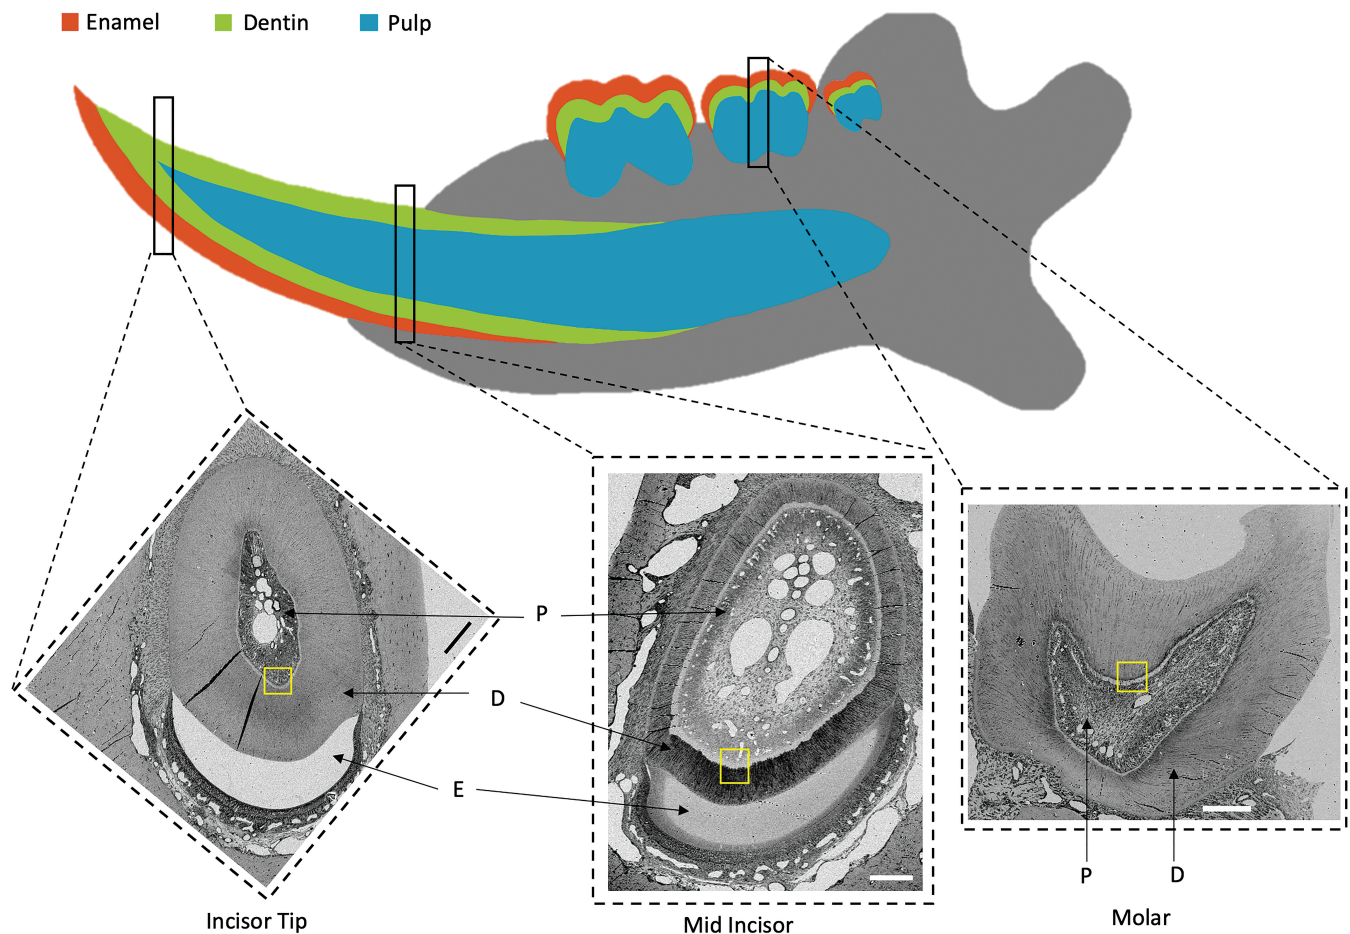 Enamel Dentin Pulp
P
D
E
P D
Incisor Tip
Mid Incisor
Molar